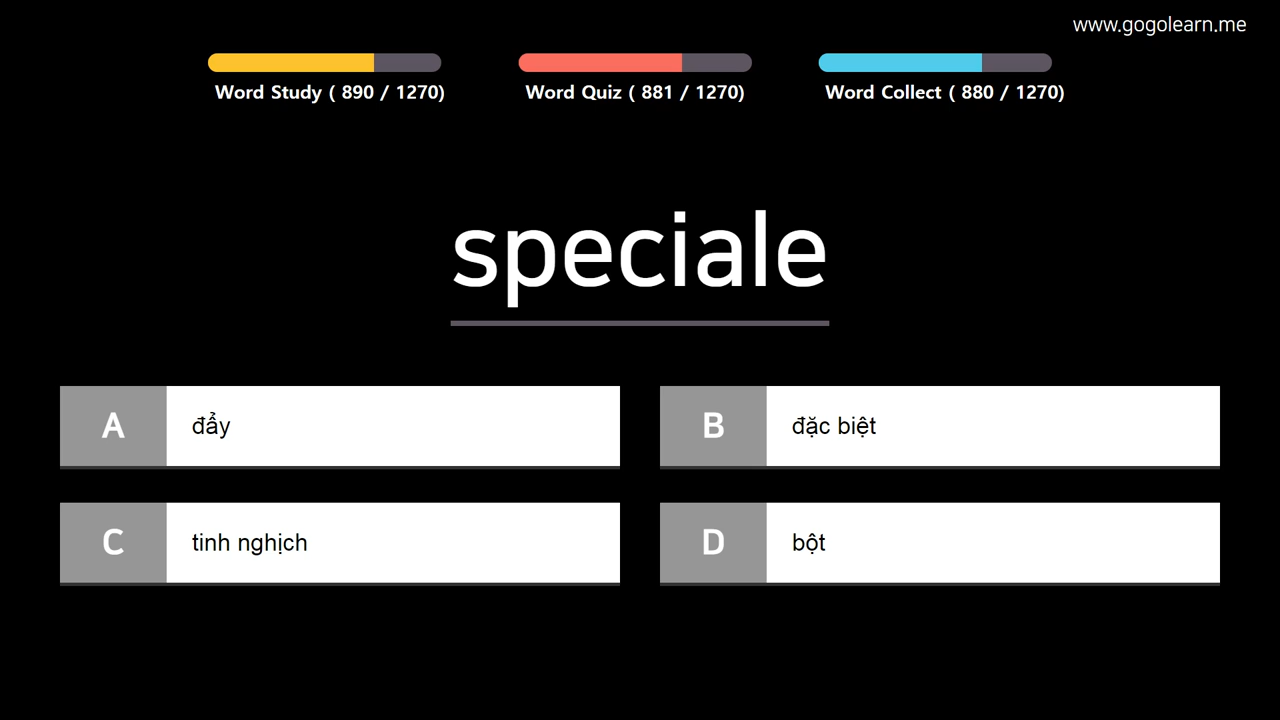 www.gogolearn.me
Word Study ( 890 / 1270)
Word Quiz ( 881 / 1270)
Word Collect ( 880 / 1270)
speciale
A đẩy
B đặc biệt
C tinh nghịch
D bột